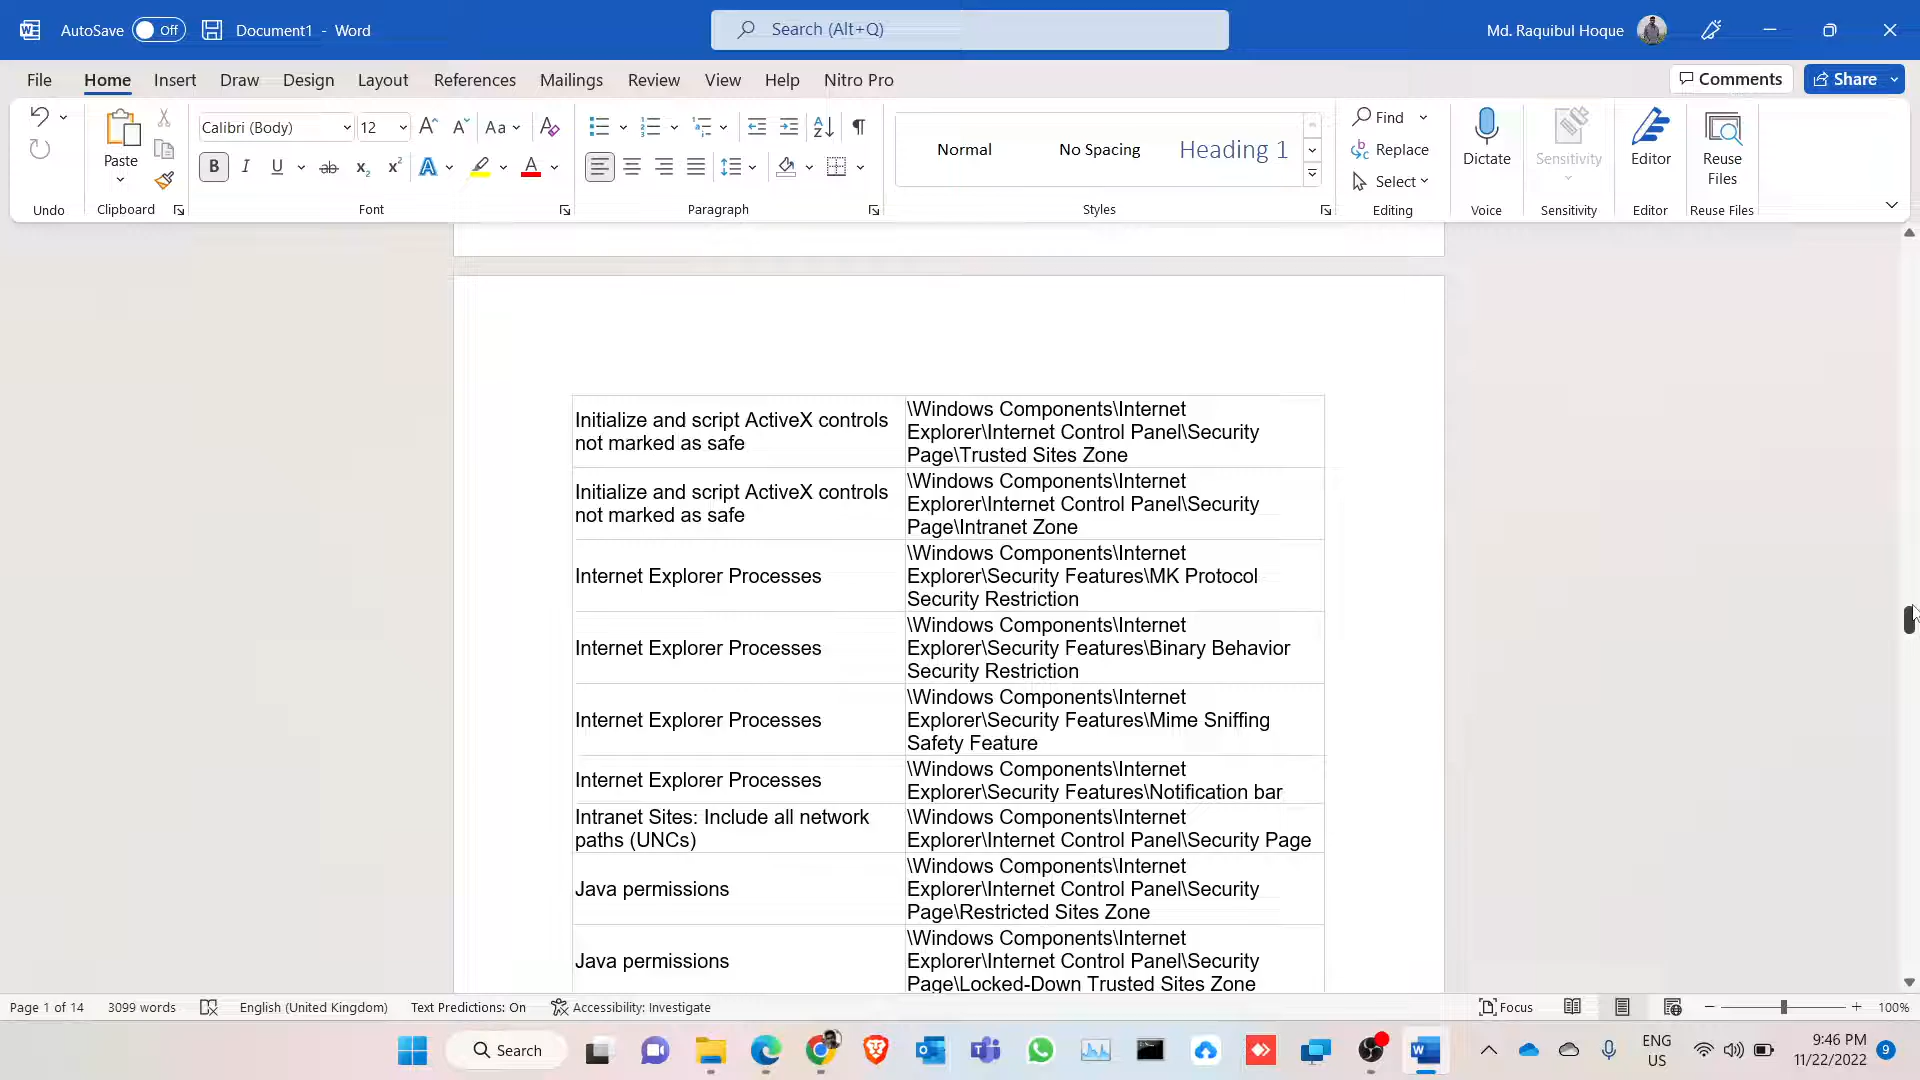 AutoSave Off Document1 - Word Search (Alt+Q) Md. Raquibul Hoque
File Home Insert Draw Design Layout References Mailings Review View Help Nitro Pro Comments Share
Calibri (Body) 12 Aa Normal No Spacing Heading 1 Find
Paste B I U ab x₂ x² A A Replace Dictate Sensitivity Editor Reuse Files
Select
Undo Clipboard Font Paragraph Styles Editing Voice Sensitivity Editor Reuse Files
Initialize and script ActiveX controls
not marked as safe
\Windows Components\Internet
Explorer\Internet Control Panel\Security
Page\Trusted Sites Zone
Initialize and script ActiveX controls
not marked as safe
\Windows Components\Internet
Explorer\Internet Control Panel\Security
Page\Intranet Zone
Internet Explorer Processes
\Windows Components\Internet
Explorer\Security Features\MK Protocol
Security Restriction
Internet Explorer Processes
\Windows Components\Internet
Explorer\Security Features\Binary Behavior
Security Restriction
Internet Explorer Processes
\Windows Components\Internet
Explorer\Security Features\Mime Sniffing
Safety Feature
Internet Explorer Processes
\Windows Components\Internet
Explorer\Security Features\Notification bar
Intranet Sites: Include all network
paths (UNCs)
\Windows Components\Internet
Explorer\Internet Control Panel\Security Page
Java permissions
\Windows Components\Internet
Explorer\Internet Control Panel\Security
Page\Restricted Sites Zone
Java permissions
\Windows Components\Internet
Explorer\Internet Control Panel\Security
Page\Locked-Down Trusted Sites Zone
Page 1 of 14 3099 words English (United Kingdom) Text Predictions: On Accessibility: Investigate Focus 100%
Search ENG
US 9:46 PM
11/22/2022 9